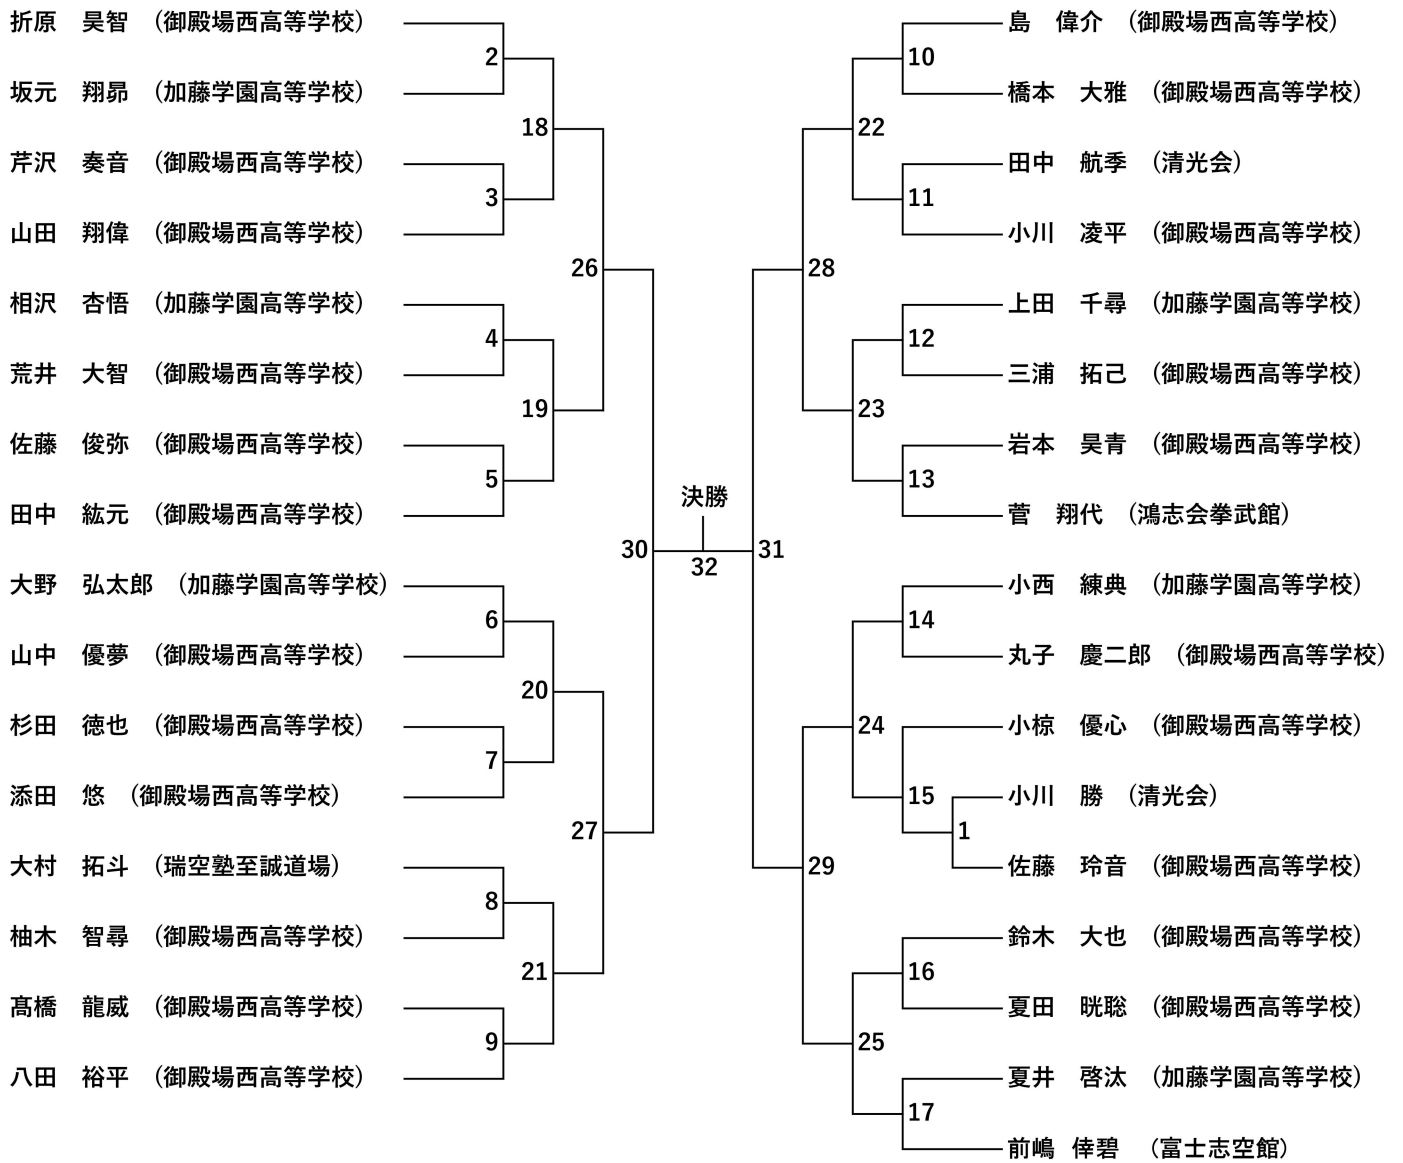 折原　昊智　（御殿場西高等学校）
2
坂元　翔昴　（加藤学園高等学校）
18
芹沢　奏音　（御殿場西高等学校）
3
山田　翔偉　（御殿場西高等学校）
26
相沢　杏悟　（加藤学園高等学校）
4
荒井　大智　（御殿場西高等学校）
19
佐藤　俊弥　（御殿場西高等学校）
5
田中　紘元　（御殿場西高等学校）
30
大野　弘太郎　（加藤学園高等学校）
6
山中　優夢　（御殿場西高等学校）
20
杉田　徳也　（御殿場西高等学校）
7
添田　悠　（御殿場西高等学校）
27
大村　拓斗　（瑞空塾至誠道場）
8
柚木　智尋　（御殿場西高等学校）
21
髙橋　龍威　（御殿場西高等学校）
9
八田　裕平　（御殿場西高等学校）
決勝
32
島　偉介　（御殿場西高等学校）
10
橋本　大雅　（御殿場西高等学校）
22
田中　航季　（清光会）
11
小川　凌平　（御殿場西高等学校）
28
上田　千尋　（加藤学園高等学校）
12
三浦　拓己　（御殿場西高等学校）
23
岩本　昊青　（御殿場西高等学校）
13
菅　翔代　（鴻志会拳武館）
31
小西　練典　（加藤学園高等学校）
14
丸子　慶二郎　（御殿場西高等学校）
24
小椋　優心　（御殿場西高等学校）
15
小川　勝　（清光会）
1
佐藤　玲音　（御殿場西高等学校）
29
鈴木　大也　（御殿場西高等学校）
16
夏田　晄聡　（御殿場西高等学校）
25
夏井　啓汰　（加藤学園高等学校）
17
前嶋　倖碧　（富士志空館）